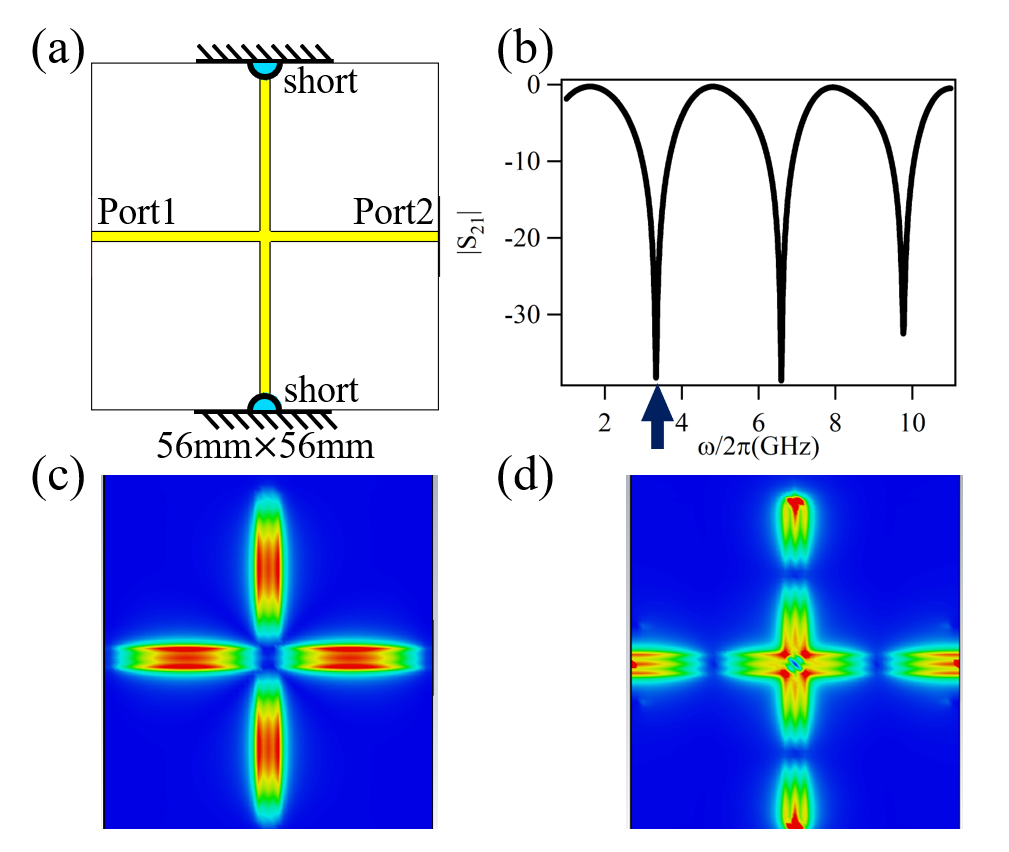 (a)
short
Port1
Port2
short
56mm×56mm
(b)
|S₂₁|
0
-10
-20
-30
2
4
6
8
10
ω/2π(GHz)
(c)
(d)